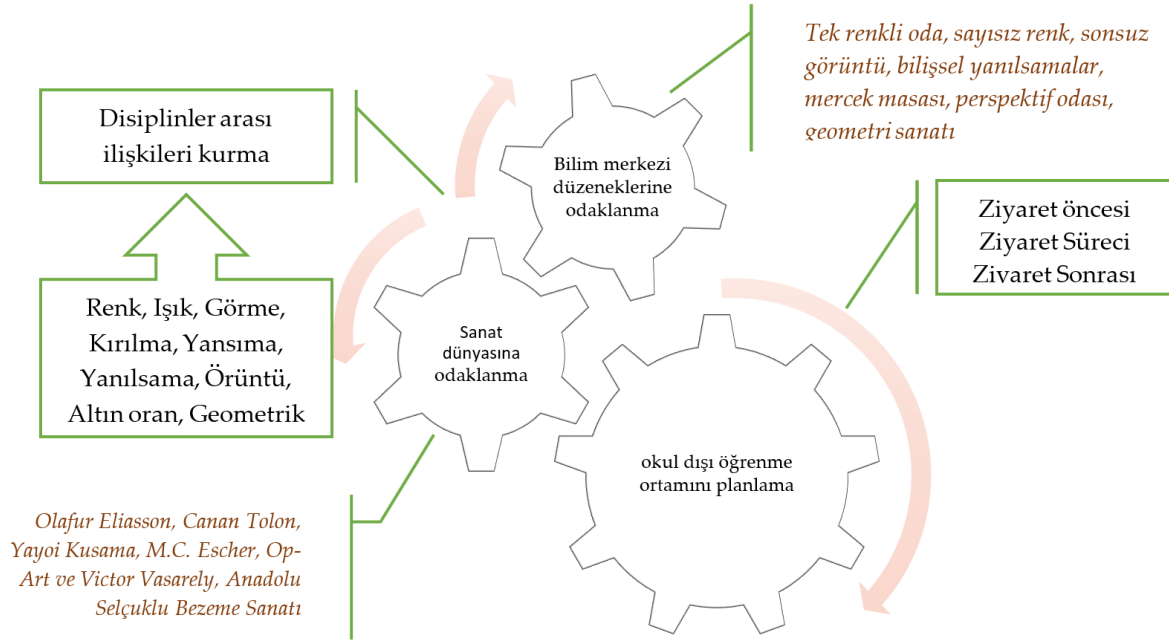 Tek renkli oda, sayısız renk, sonsuz
görüntü, bilişsel yanılsamalar,
mercek masası, perspektif odası,
geometri sanatı
Disiplinler arası
ilişkileri kurma
Bilim merkezi
düzeneklerine
odaklanma
Ziyaret öncesi
Ziyaret Süreci
Ziyaret Sonrası
Renk, Işık, Görme,
Kırılma, Yansıma,
Yanılsama, Örüntü,
Altın oran, Geometrik
Sanat
dünyasına
odaklanma
okul dışı öğrenme
ortamını planlama
Olafur Eliasson, Canan Tolon,
Yayoi Kusama, M.C. Escher, Op-
Art ve Victor Vasarely, Anadolu
Selçuklu Bezeme Sanatı